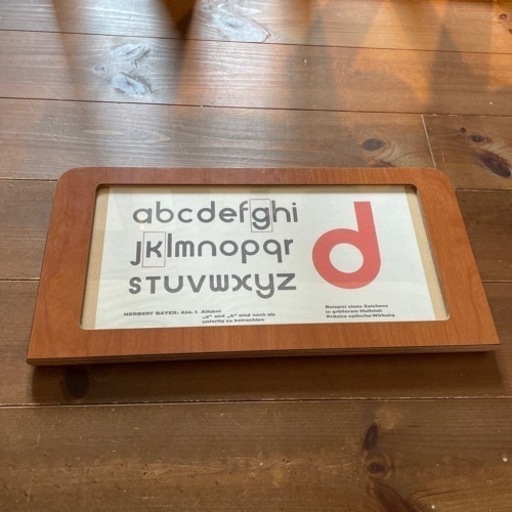 abcdefghi
jklmnopqr
sTUVWXYZ
d
HERBERT BAYER: Abb. 1. Alfabet
„g" und „k" sind noch als
unfertig zu betrachten
Beispiel eines Zeichens
in größerem Maßstab
Präzise optische Wirkung